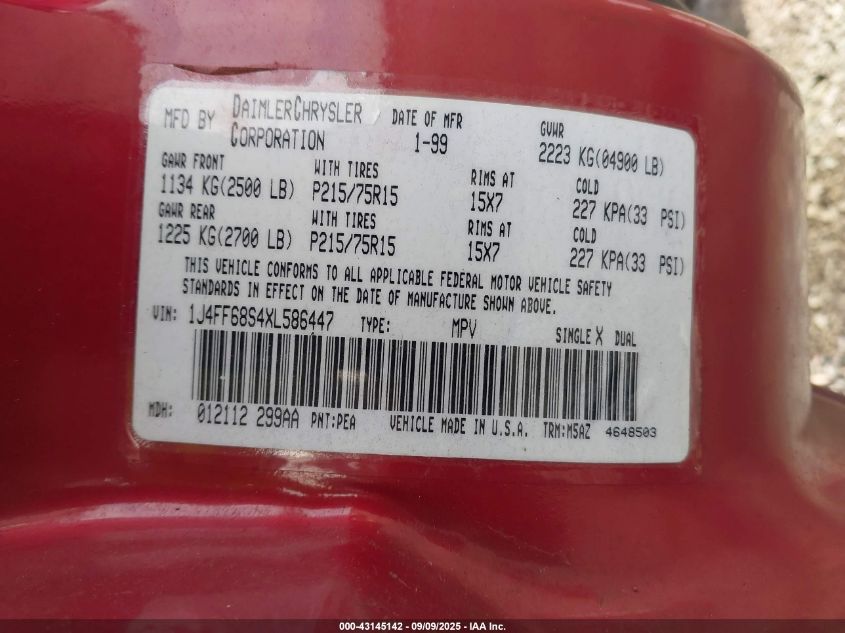 MFD BY DAIMLERCHRYSLER CORPORATION DATE OF MFR 1-99 GVWR 2223 KG(04900 LB)
GAWR FRONT WITH TIRES RIMS AT COLD
1134 KG(2500 LB) P215/75R15 15X7 227 KPA(33 PSI)
GAWR REAR WITH TIRES RIMS AT COLD
1225 KG(2700 LB) P215/75R15 15X7 227 KPA(33 PSI)
THIS VEHICLE CONFORMS TO ALL APPLICABLE FEDERAL MOTOR VEHICLE SAFETY
STANDARDS IN EFFECT ON THE DATE OF MANUFACTURE SHOWN ABOVE.
VIN: 1J4FF68S4XL586447 TYPE: MPV SINGLE X DUAL
MDH: 012112 299AA PNT:PEA VEHICLE MADE IN U.S.A. TRM:M5AZ 4648503
000-43145142 - 09/09/2025 - IAA Inc.